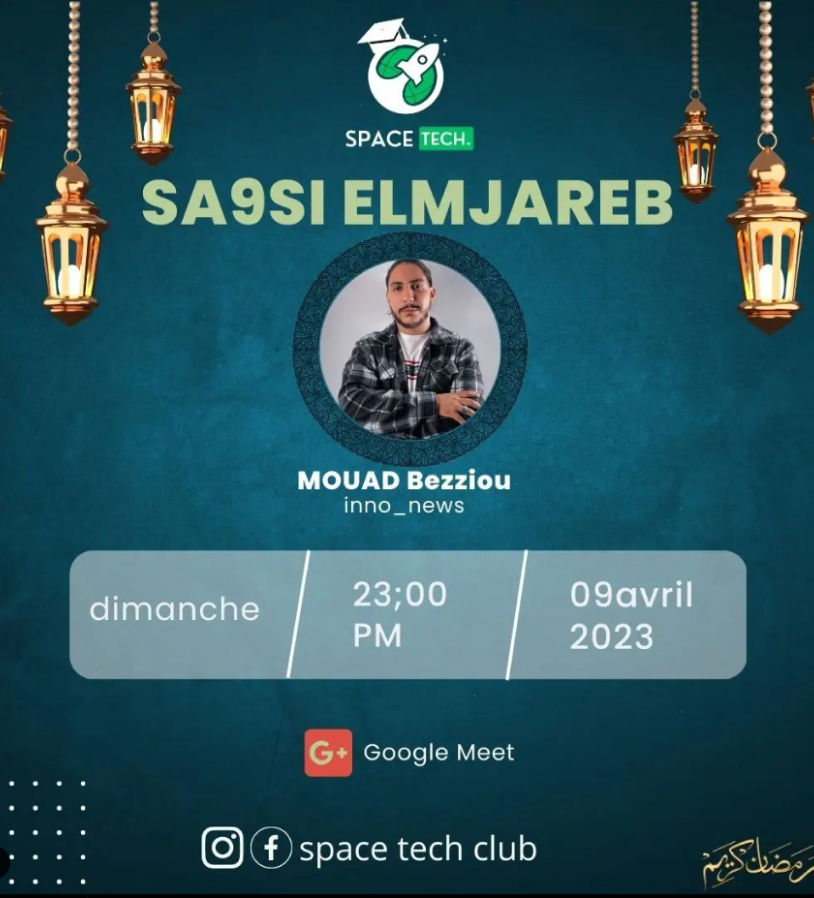 SPACE TECH.
SA9SI ELMJAREB
MOUAD Bezziou
inno_news
dimanche
23;00
PM
09avril
2023
G+ Google Meet
space tech club
رمضان كريم